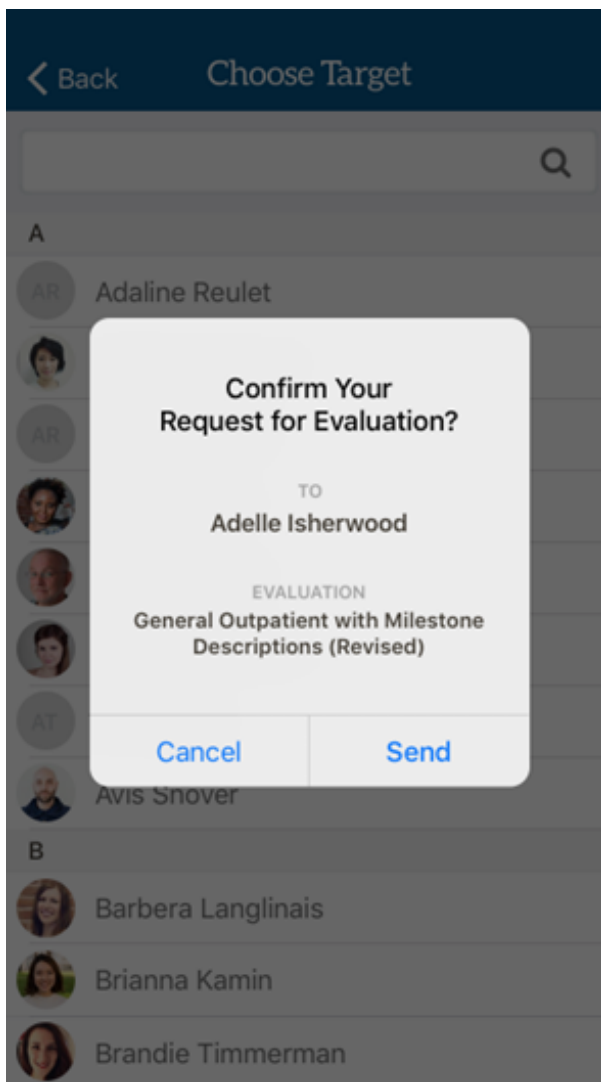 Back
Choose Target
A
AR
Adaline Reulet
AR
Confirm Your
Request for Evaluation?
TO
Adelle Isherwood
EVALUATION
General Outpatient with Milestone
Descriptions (Revised)
AT
Cancel
Send
Avis Snover
B
Barbera Langlinais
Brianna Kamin
Brandie Timmerman